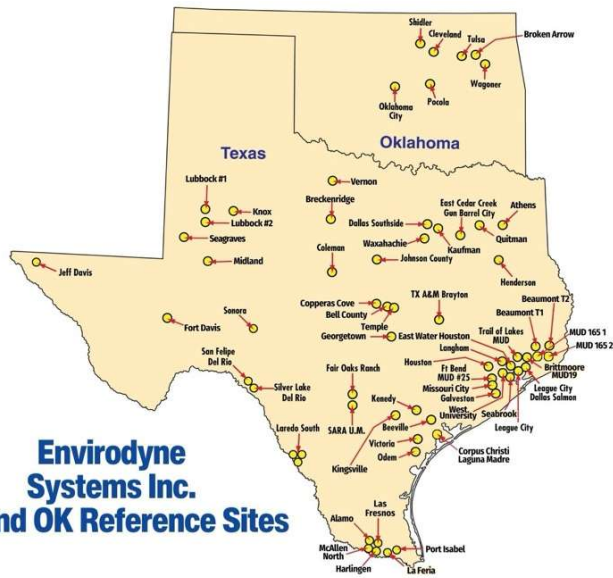 Shidler
Cleveland
Tulsa
Broken Arrow
Wagoner
Pocola
Oklahoma
City
Oklahoma
Texas
Lubbock #1
Knox
Lubbock #2
Seagraves
Midland
Jeff Davis
Vernon
Breckenridge
Coleman
Dallas Southside
Waxahachie
Johnson County
Kaufman
East Cedar Creek
Gun Barrel City
Athens
Quitman
Henderson
Sonora
Fort Davis
Copperas Cove
Bell County
Temple
Georgetown
TX A&M Brayton
Beaumont T2
Beaumont T1
Trail of Lakes
MUD
MUD 165 1
MUD 165 2
East Water Houston
Langham
Houston
Brittmoore
MUD19
Ft Bend
MUD #25
Missouri City
Galveston
League City
Dallas Salmon
West
University
Seabrook
League City
San Felipe
Del Rio
Silver Lake
Del Rio
Fair Oaks Ranch
SARA U.M.
Kenedy
Beeville
Victoria
Odem
Kingsville
Corpus Christi
Laguna Madre
Laredo South
Las
Fresnos
Alamo
McAllen
North
Harlingen
La Feria
Port Isabel
Envirodyne
Systems Inc.
nd OK Reference Sites